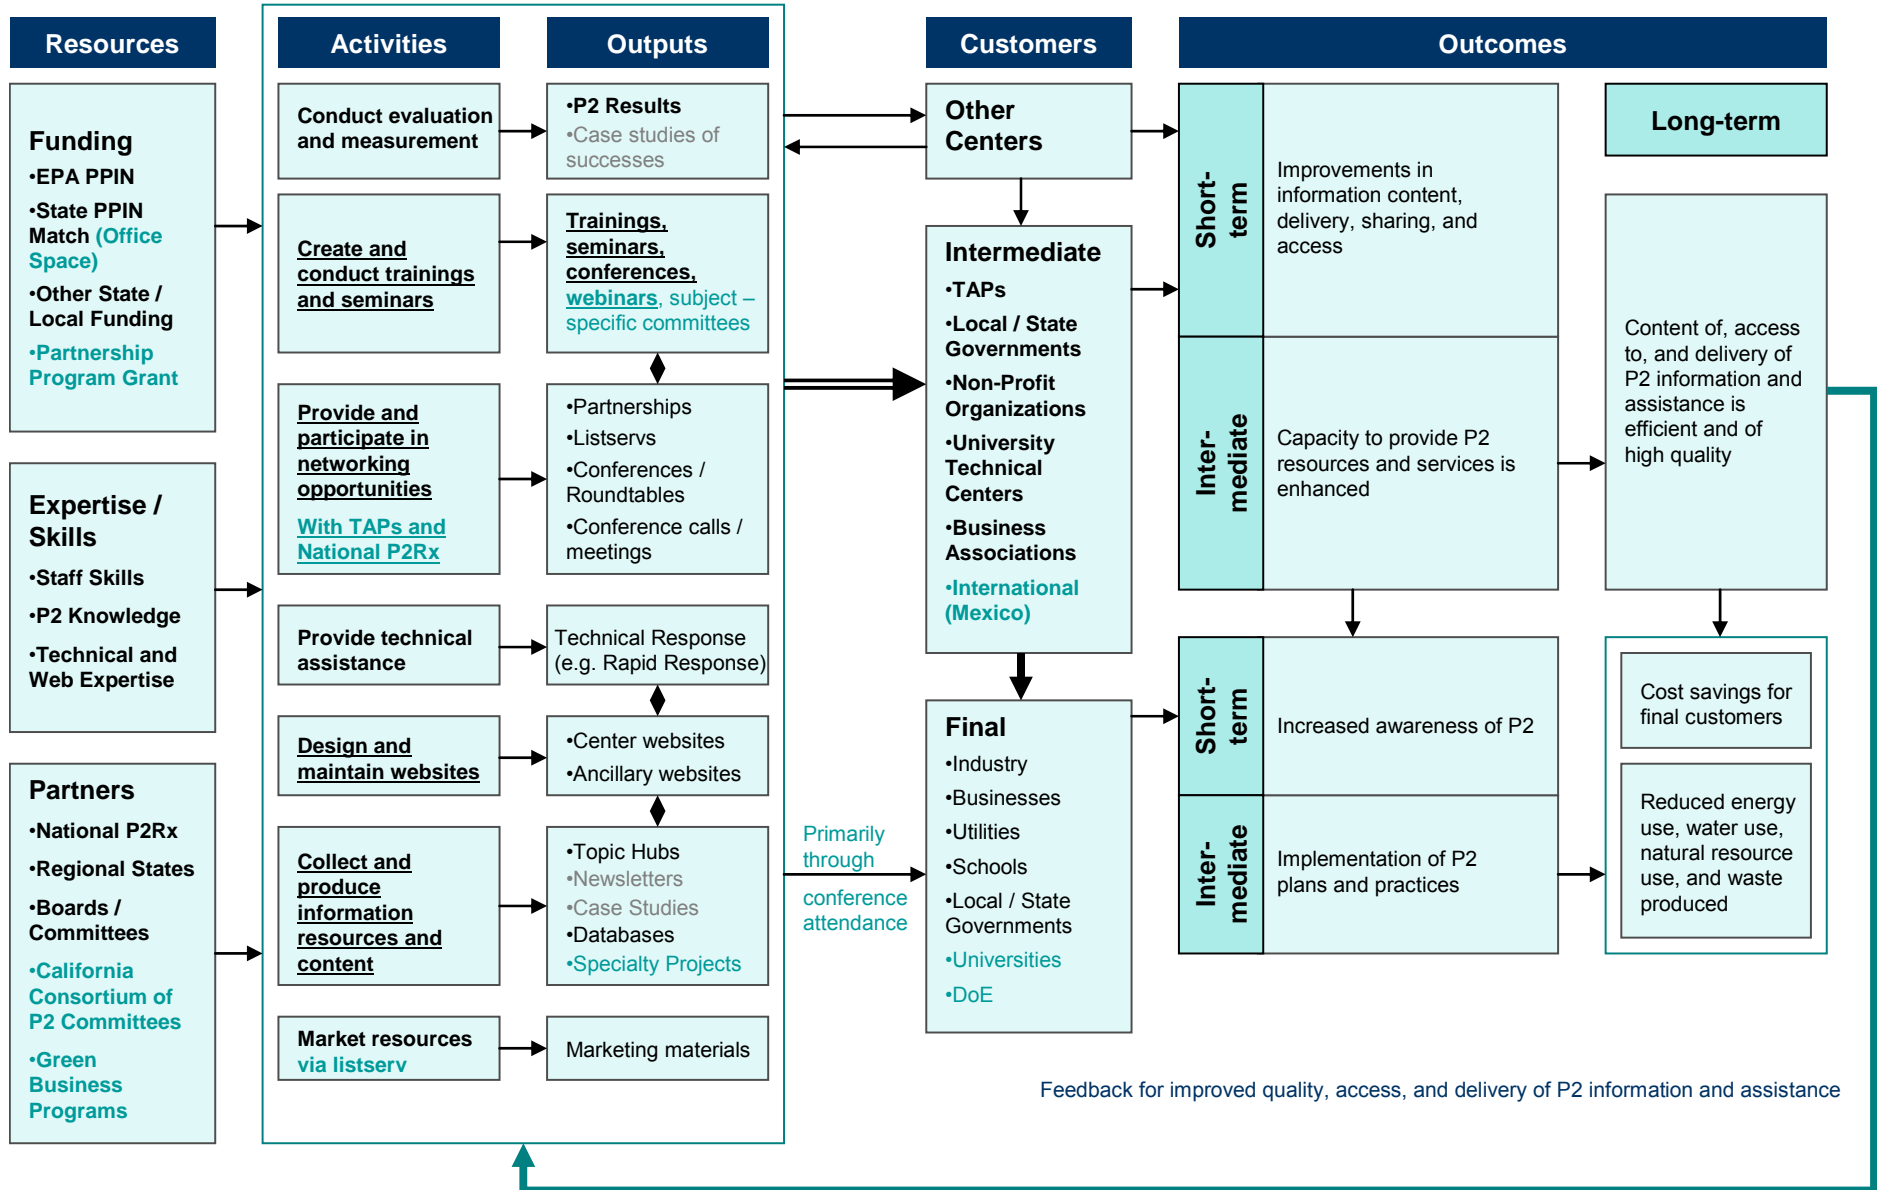 Resources
Activities
Outputs
Customers
Outcomes
Funding
•EPA PPIN
•State PPIN
Match (Office
Space)
•Other State /
Local Funding
•Partnership
Program Grant
Expertise /
Skills
•Staff Skills
•P2 Knowledge
•Technical and
Web Expertise
Partners
•National P2Rx
•Regional States
•Boards /
Committees
•California
Consortium of
P2 Committees
•Green
Business
Programs
Conduct evaluation
and measurement
Create and
conduct trainings
and seminars
Provide and
participate in
networking
opportunities
With TAPs and
National P2Rx
Provide technical
assistance
Design and
maintain websites
Collect and
produce
information
resources and
content
Market resources
via listserv
•P2 Results
•Case studies of
successes
Trainings,
seminars,
conferences,
webinars, subject –
specific committees
•Partnerships
•Listservs
•Conferences /
Roundtables
•Conference calls /
meetings
Technical Response
(e.g. Rapid Response)
•Center websites
•Ancillary websites
•Topic Hubs
•Newsletters
•Case Studies
•Databases
•Specialty Projects
Marketing materials
Primarily
through
conference
attendance
Other
Centers
Intermediate
•TAPs
•Local / State
Governments
•Non-Profit
Organizations
•University
Technical
Centers
•Business
Associations
•International
(Mexico)
Final
•Industry
•Businesses
•Utilities
•Schools
•Local / State
Governments
•Universities
•DoE
Short-
term
Improvements in
information content,
delivery, sharing, and
access
Inter-
mediate
Capacity to provide P2
resources and services is
enhanced
Short-
term
Increased awareness of P2
Inter-
mediate
Implementation of P2
plans and practices
Long-term
Content of, access
to, and delivery of
P2 information and
assistance is
efficient and of
high quality
Cost savings for
final customers
Reduced energy
use, water use,
natural resource
use, and waste
produced
Feedback for improved quality, access, and delivery of P2 information and assistance